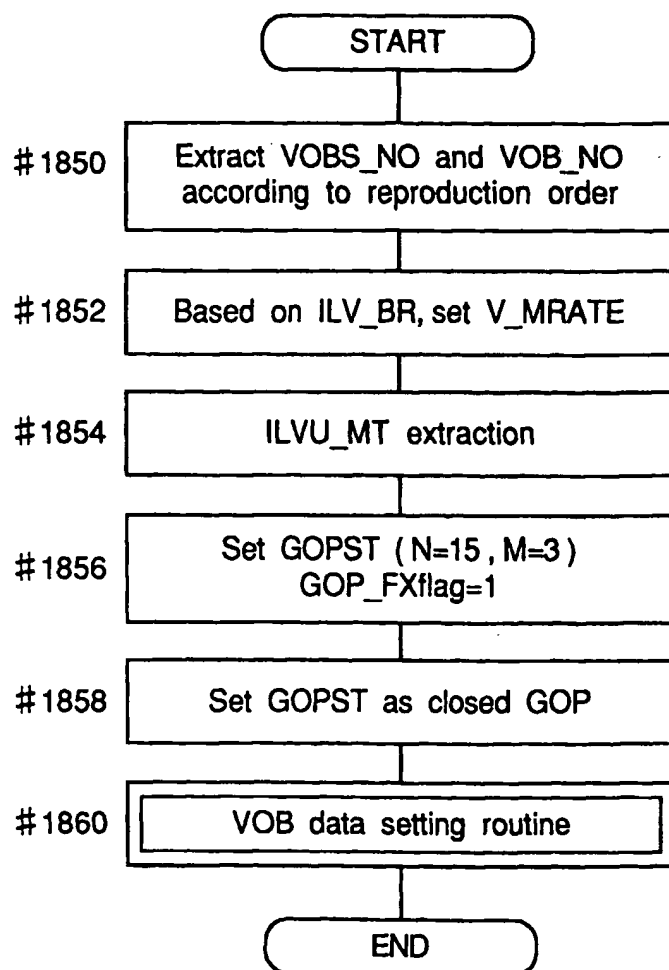 START
#1850
Extract VOBS_NO and VOB_NO
according to reproduction order
#1852
Based on ILV_BR, set V_MRATE
#1854
ILVU_MT extraction
#1856
Set GOPST (N=15, M=3)
GOP_FXflag=1
#1858
Set GOPST as closed GOP
#1860
VOB data setting routine
END